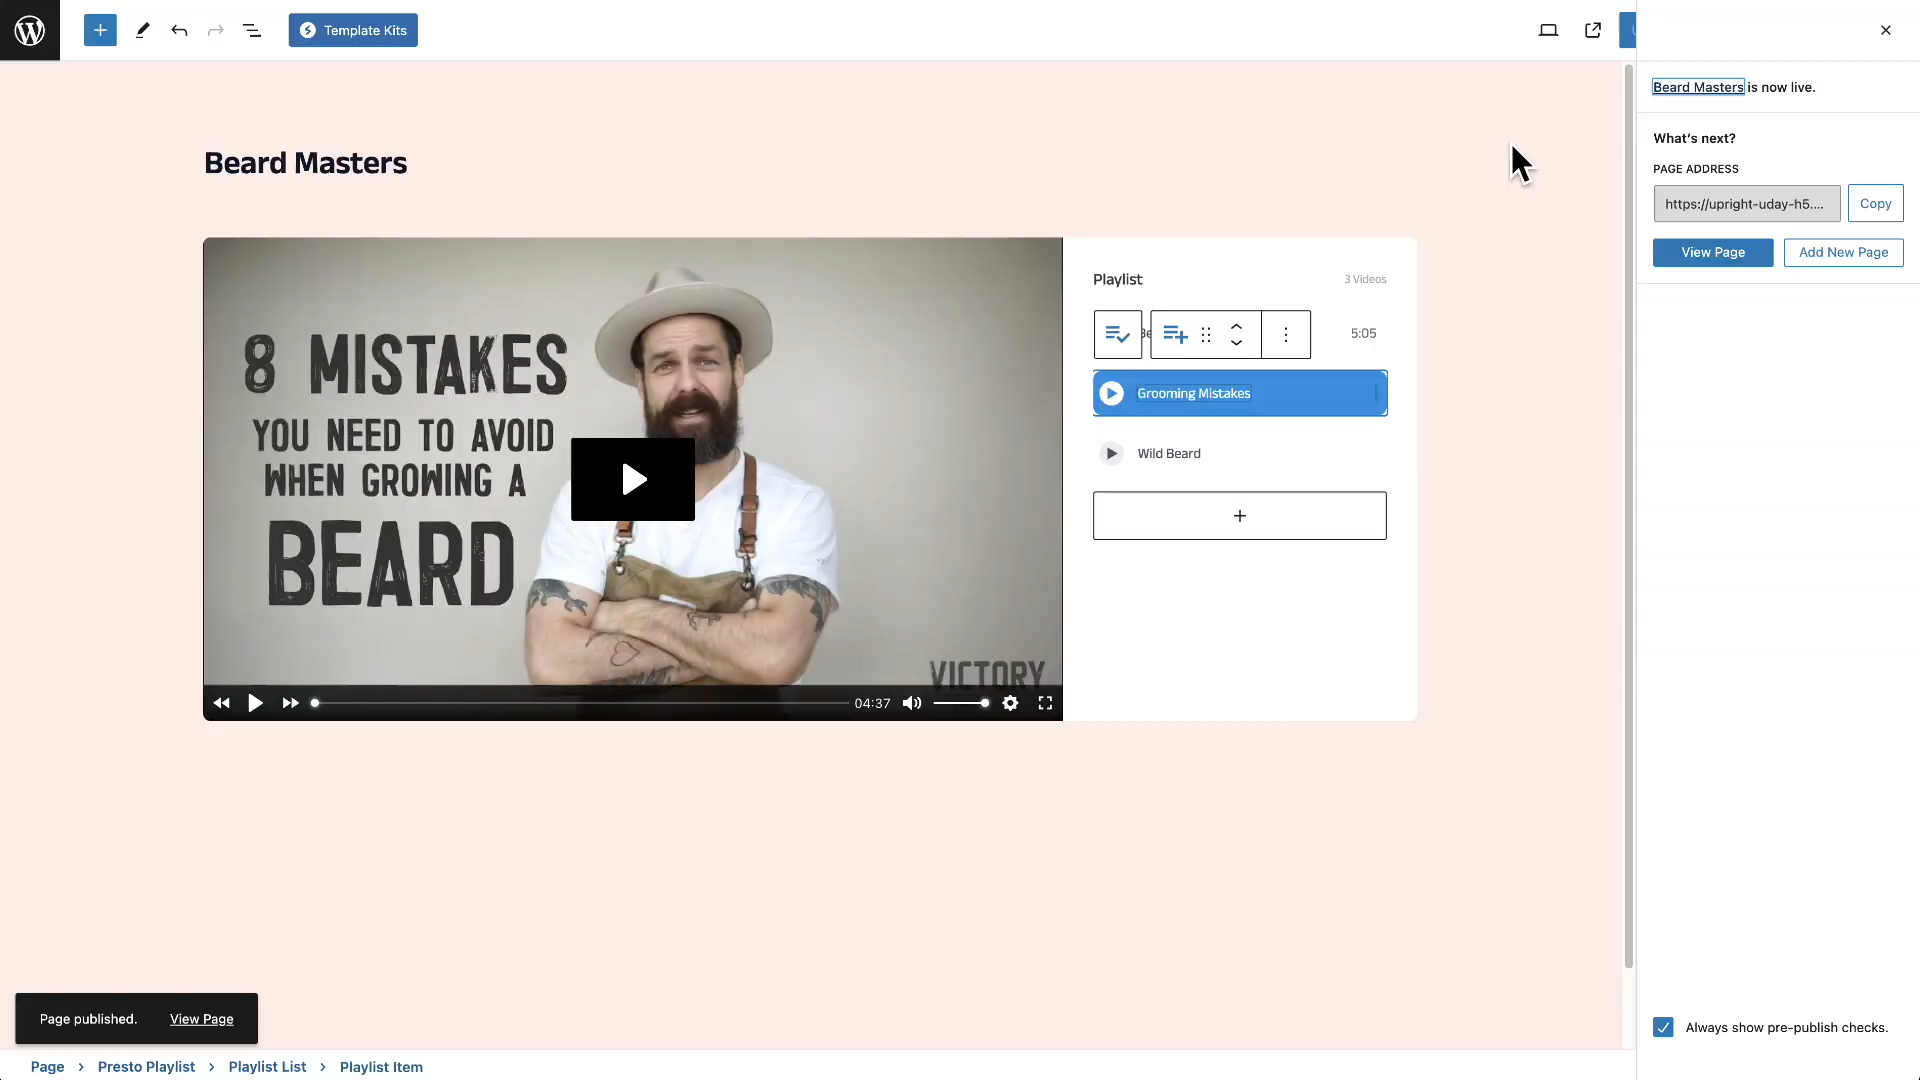 Template Kits
Beard Masters is now live.
What's next?
PAGE ADDRESS
https://upright-uday-h5....
Copy
View Page
Add New Page
Beard Masters
8 MISTAKES
YOU NEED TO AVOID
WHEN GROWING A
BEARD
VICTORY
04:37
Playlist
3 Videos
Be
5:05
Grooming Mistakes
Wild Beard
Page published.
View Page
Always show pre-publish checks.
Page › Presto Playlist › Playlist List › Playlist Item